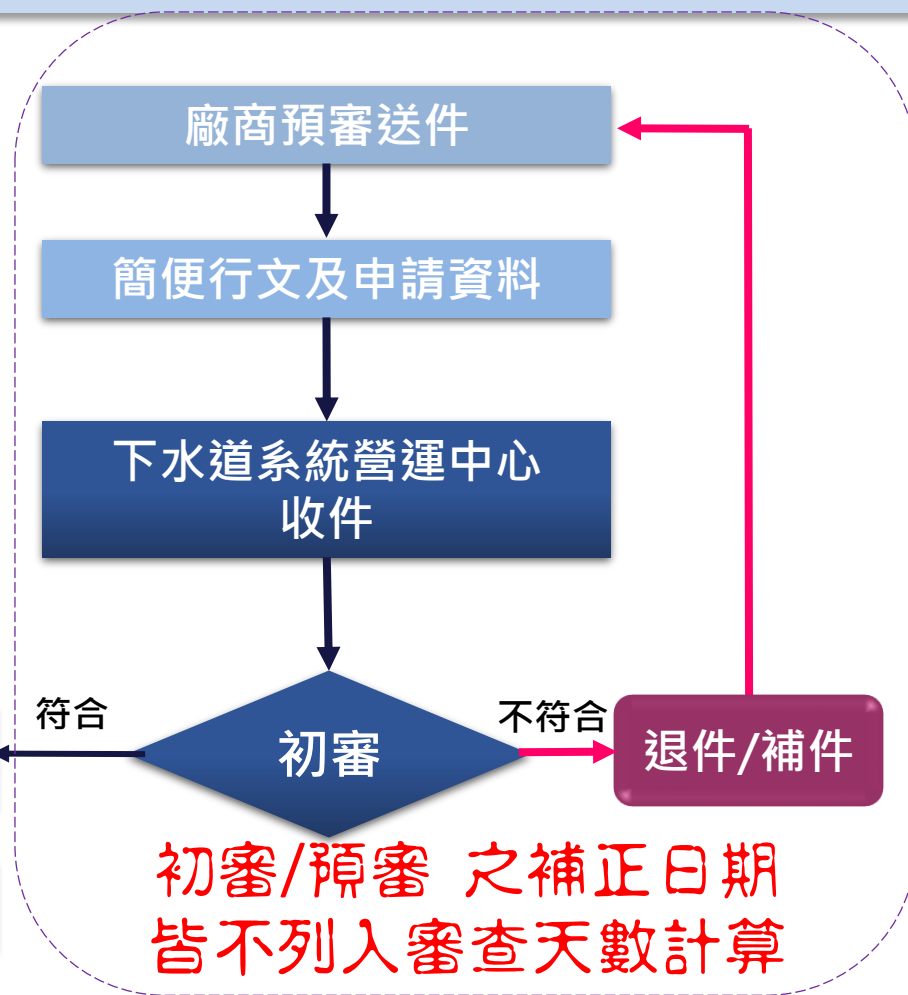 廠商預審送件
簡便行文及申請資料
下水道系統營運中心
收件
符合
初審
不符合
退件/補件
初審/預審 之補正日期
皆不列入審查天數計算